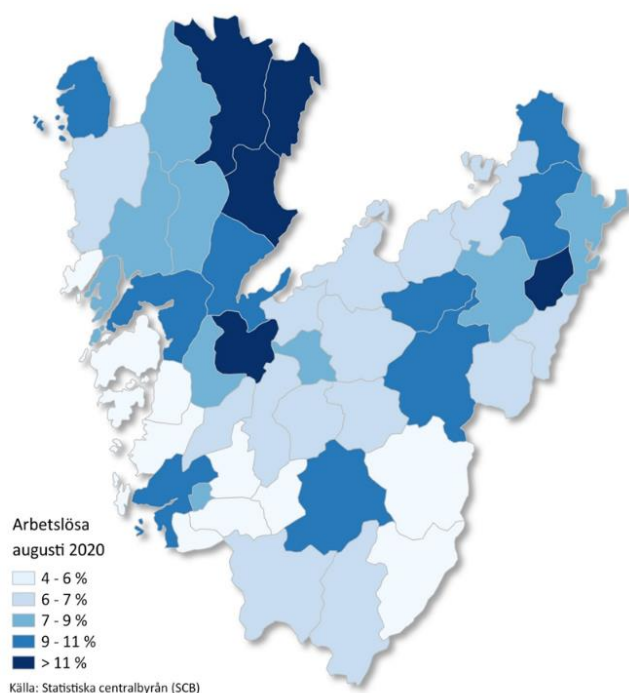 Arbetslösa
augusti 2020
4 - 6 %
6 - 7 %
7 - 9 %
9 - 11 %
> 11 %
Källa: Statistiska centralbyrån (SCB)